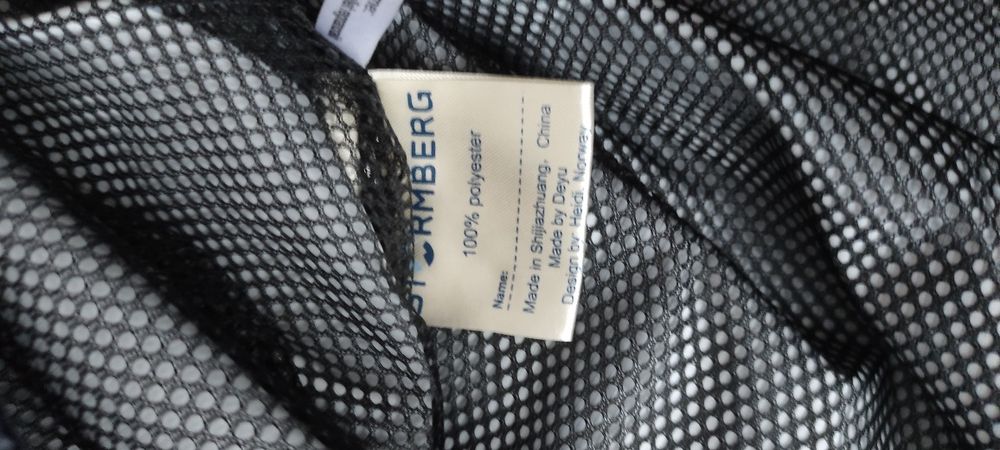 STORMBERG
100% polyester
Name:
Made in Shijiazhuang, China
Made by Deyu
Design by Heidi, Norway